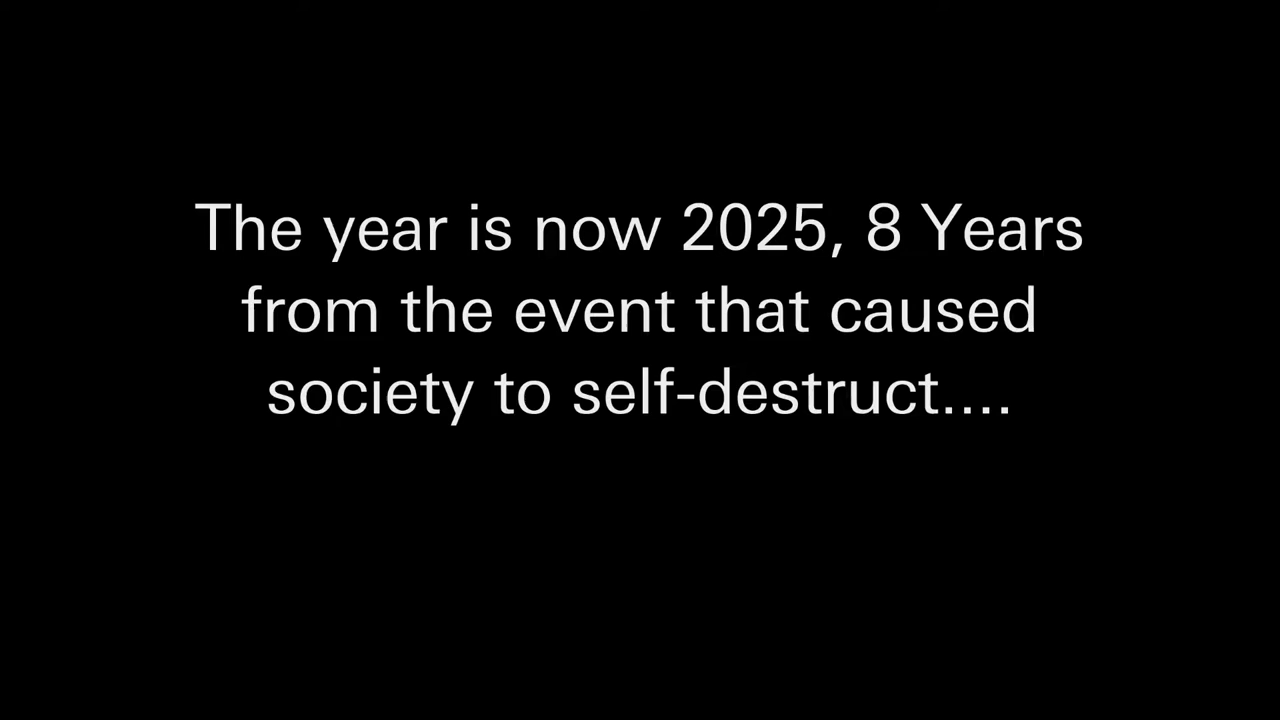 The year is now 2025, 8 Years
from the event that caused
society to self-destruct....